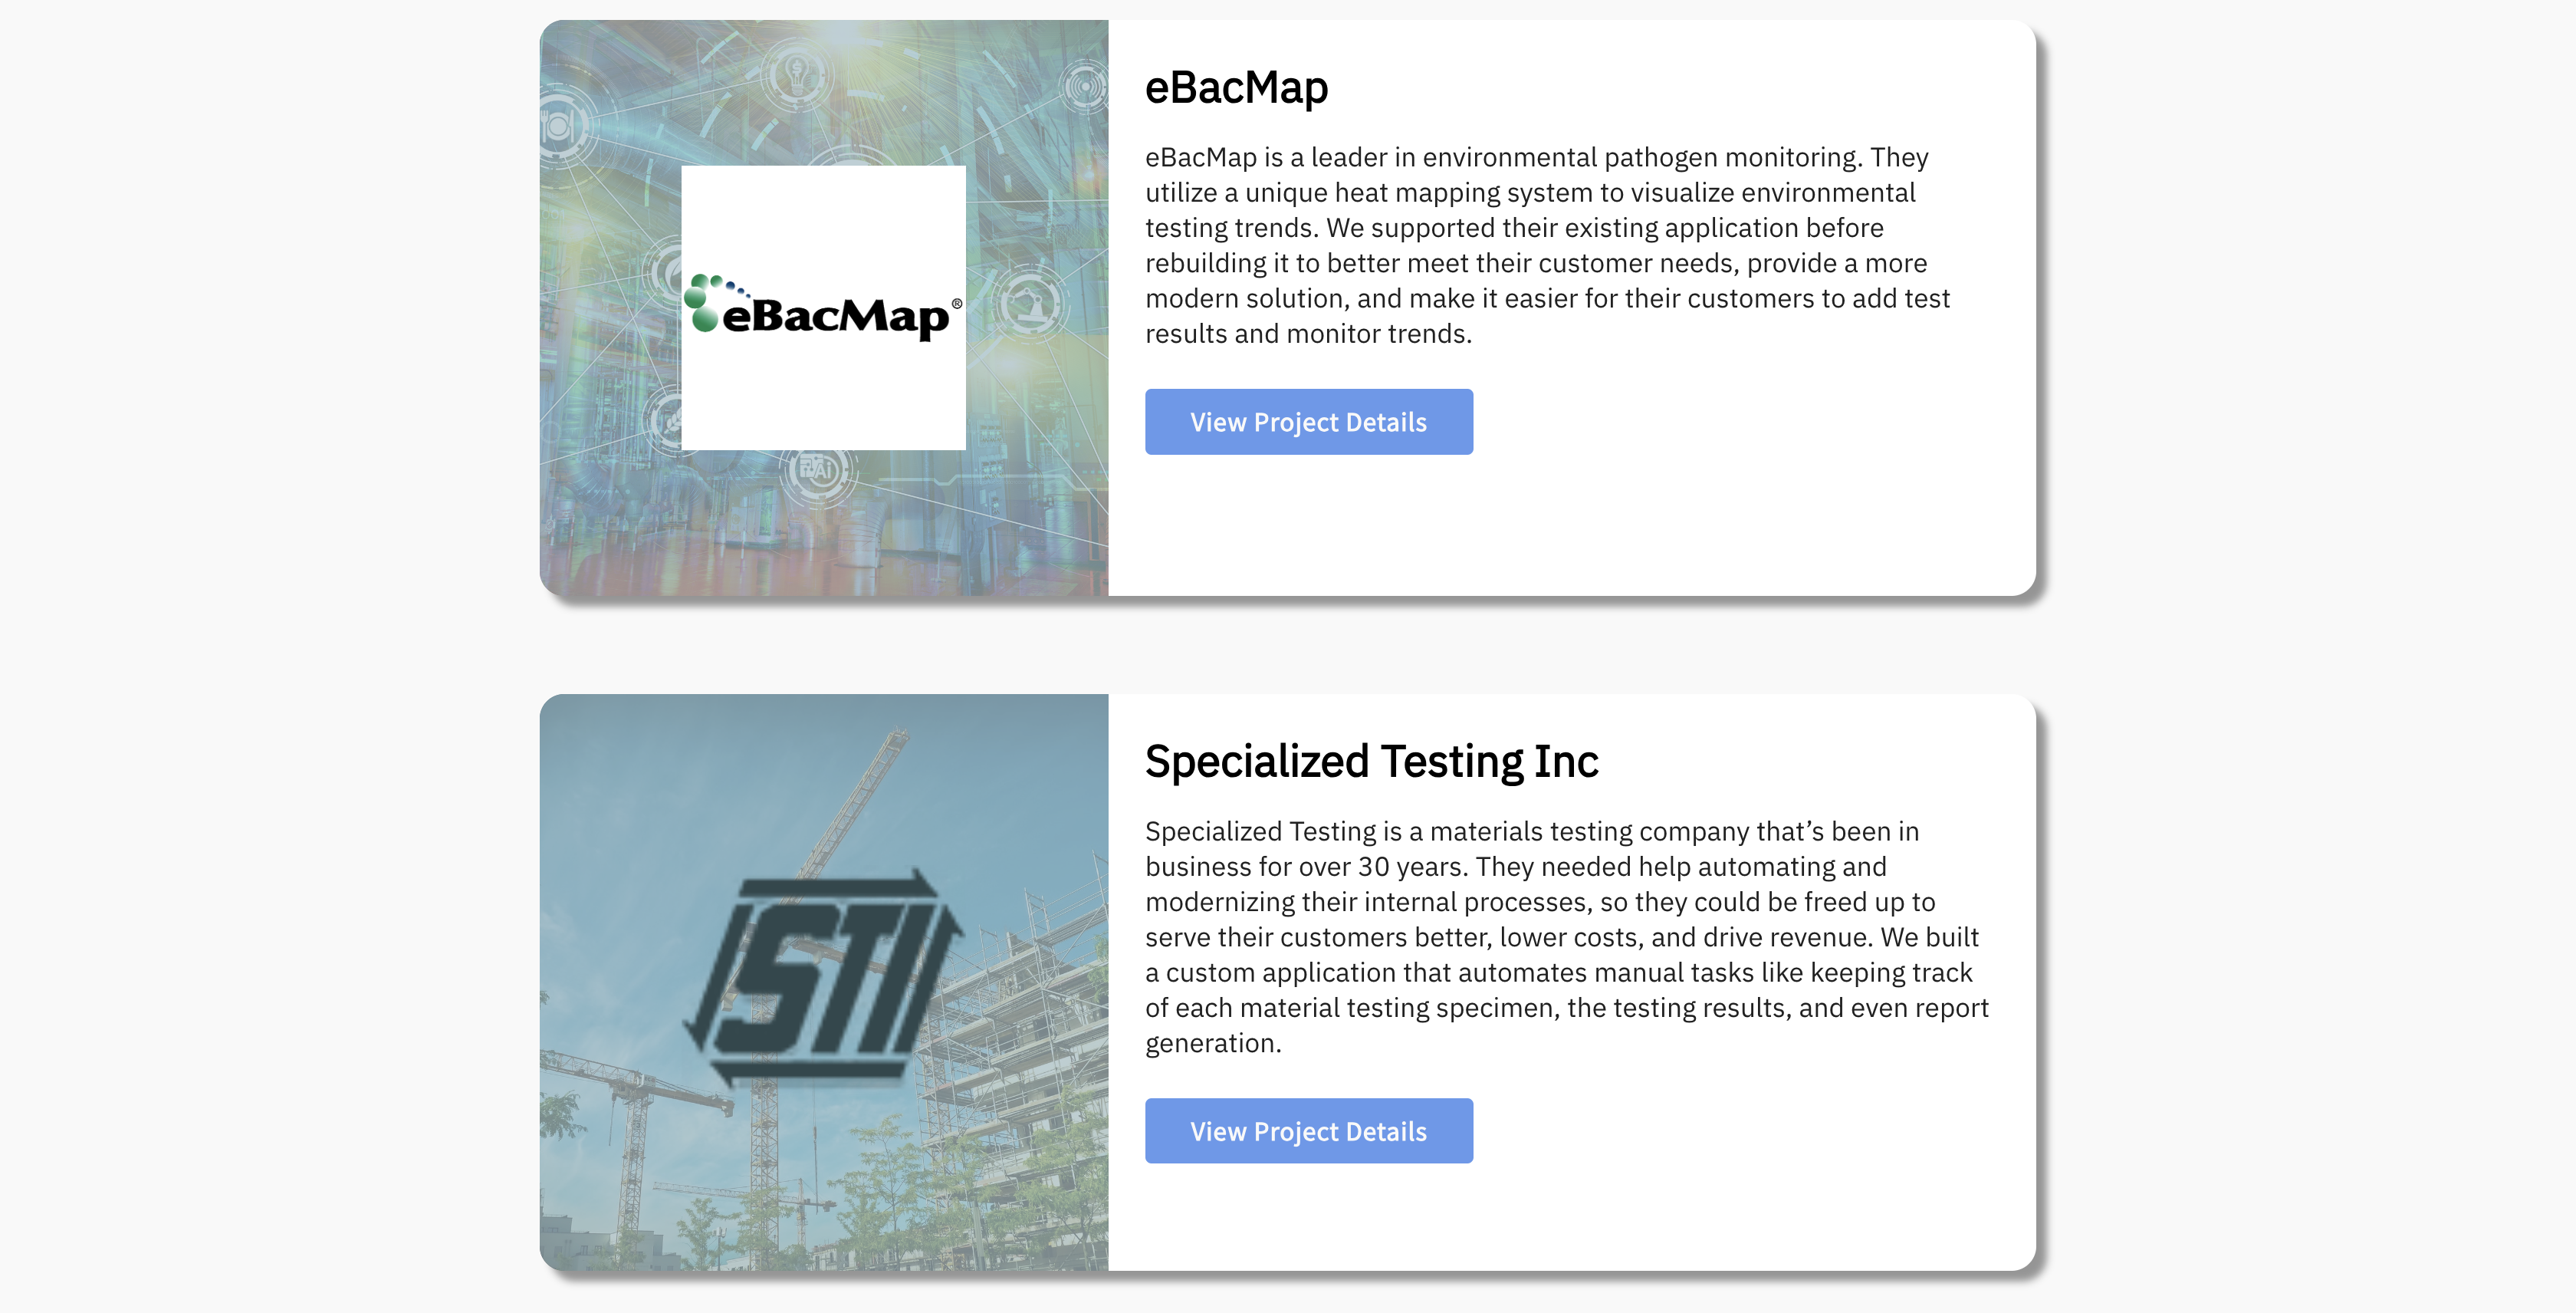 eBacMap
eBacMap is a leader in environmental pathogen monitoring. They
utilize a unique heat mapping system to visualize environmental
testing trends. We supported their existing application before
rebuilding it to better meet their customer needs, provide a more
modern solution, and make it easier for their customers to add test
results and monitor trends.
View Project Details
Ai
eBacMap®
Specialized Testing Inc
Specialized Testing is a materials testing company that’s been in
business for over 30 years. They needed help automating and
modernizing their internal processes, so they could be freed up to
serve their customers better, lower costs, and drive revenue. We built
a custom application that automates manual tasks like keeping track
of each material testing specimen, the testing results, and even report
generation.
View Project Details
STI